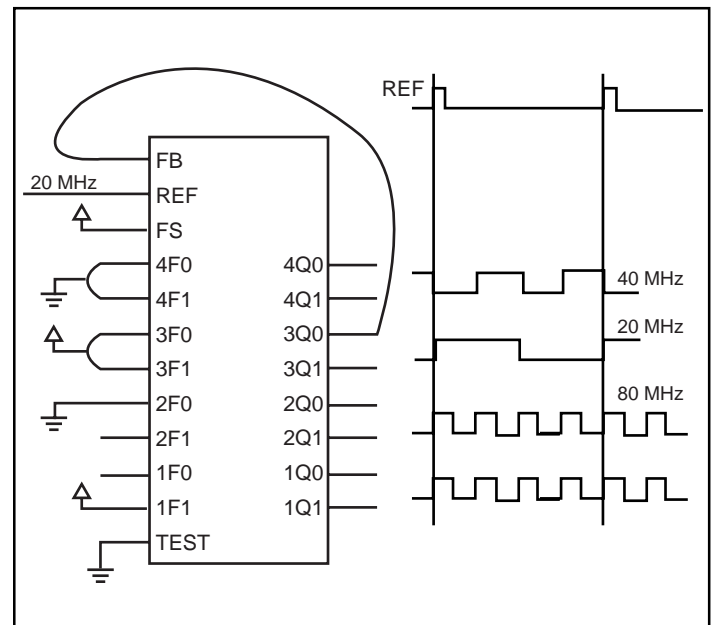 REF
FB
20 MHz
REF
FS
4F0 4Q0
40 MHz
4F1 4Q1
3F0 3Q0
20 MHz
3F1 3Q1
2F0 2Q0
80 MHz
2F1 2Q1
1F0 1Q0
1F1 1Q1
TEST